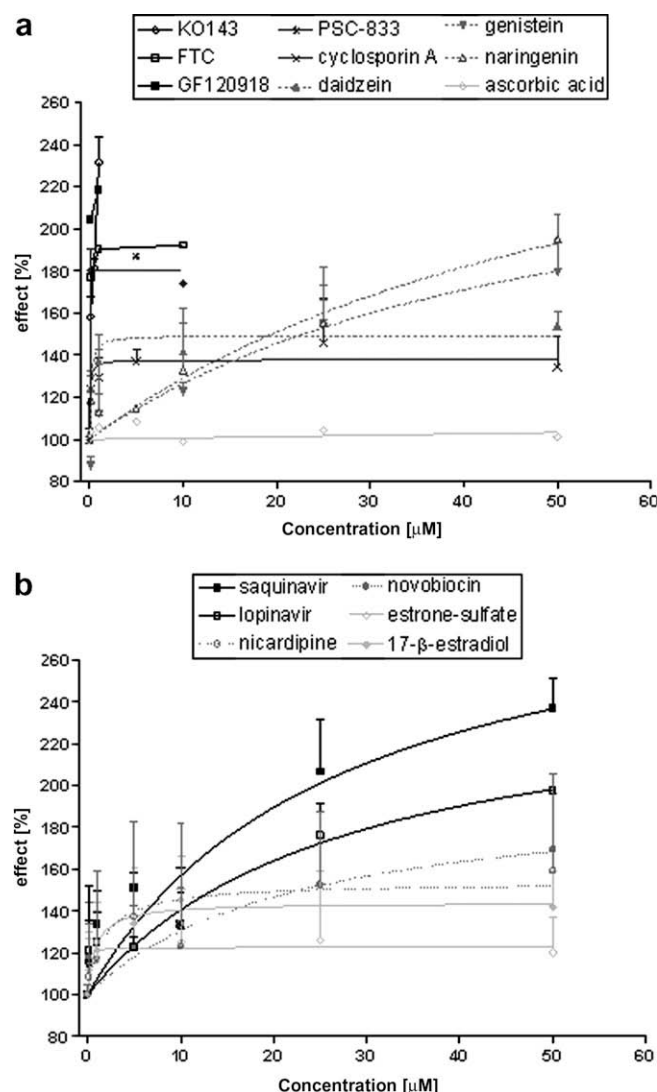 a
KO143 PSC-833 genistein
FTC cyclosporin A naringenin
GF120918 daidzein ascorbic acid
260
240
220
200
180
160
140
120
100
80
effect [%]
0 10 20 30 40 50 60
Concentration [µM]
b
saquinavir novobiocin
lopinavir estrone-sulfate
nicardipine 17-β-estradiol
260
240
220
200
180
160
140
120
100
80
effect [%]
0 10 20 30 40 50 60
Concentration [µM]